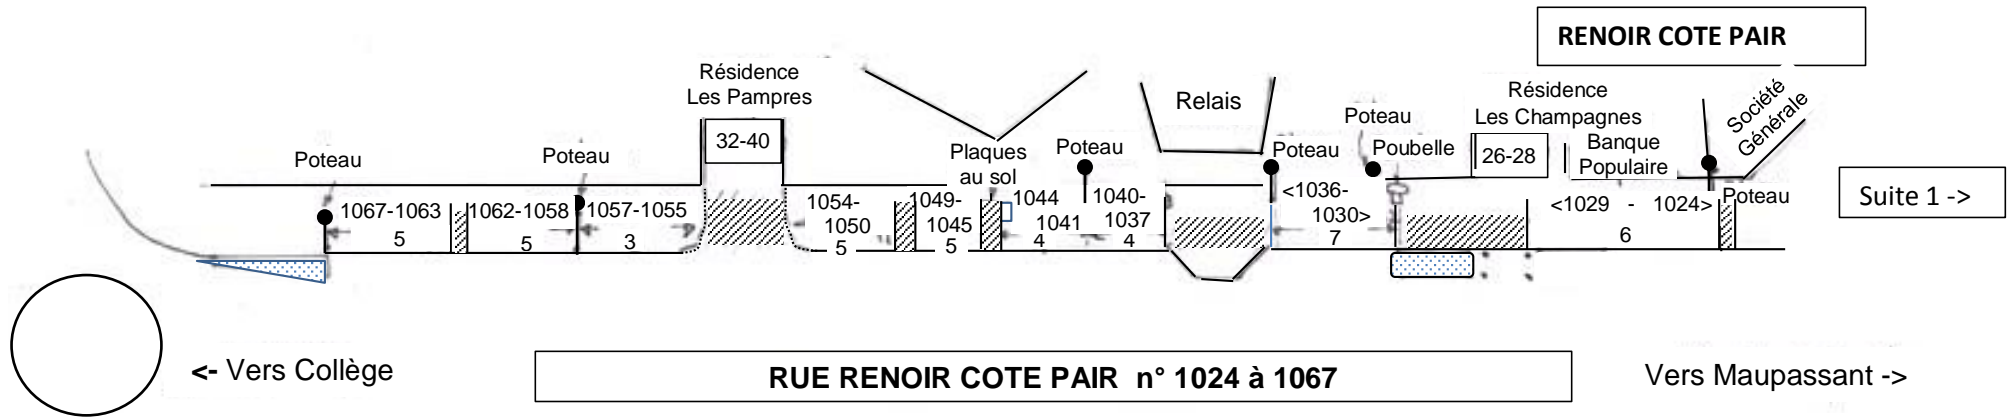 RENOIR COTE PAIR
Résidence
Les Pampres
32-40
Relais
Résidence
Les Champagnes
26-28
Société
Générale
Banque
Populaire
Poteau
Poteau
Plaques
au sol
Poteau
Poteau
Poteau
Poubelle
Poteau
Suite 1 ->
1067-1063
5
1062-1058
5
1057-1055
3
1054-
1050
5
1049-
1045
5
1044
1041
4
1040-
1037
4
<1036-
1030>
7
<1029 - 1024>
6
<- Vers Collège
RUE RENOIR COTE PAIR n° 1024 à 1067
Vers Maupassant ->